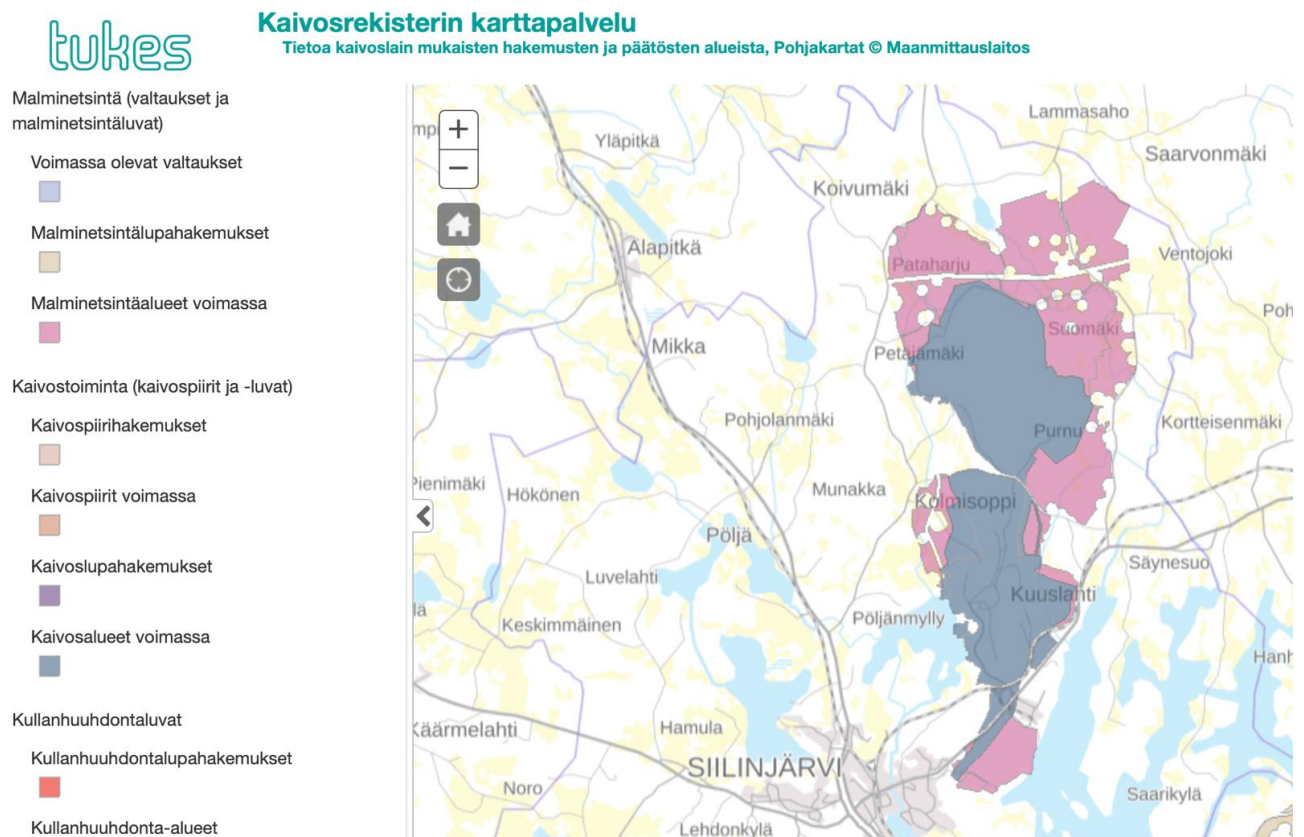 tukes
Kaivosrekisterin karttapalvelu
Tietoa kaivoslain mukaisten hakemusten ja päätösten alueista, Pohjakartat © Maanmittauslaitos
Malminetsintä (valtaukset ja
malminetsintäluvat)
Voimassa olevat valtaukset
Malminetsintälupahakemukset
Malminetsintäalueet voimassa
Kaivostoiminta (kaivospiirit ja -luvat)
Kaivospiirihakemukset
Kaivospiirit voimassa
Kaivoslupahakemukset
Kaivosalueet voimassa
Kullanhuuhdontaluvat
Kullanhuuhdontalupahakemukset
Kullanhuuhdonta-alueet
+
−
Lammasaho
Yläpitkä
Saarvonmäki
Koivumäki
Alapitkä
Ventojoki
Pataharju
Poh
Suomäki
Mikka
Petäjämäki
Pohjolanmäki
Kortteisenmäki
Purnu
Pienimäki
Hökönen
Munakka
Kolmisoppi
Pöljä
Säynesuo
Luvelahti
Kuuslahti
lä
Keskimmäinen
Pöljänmylly
Hanh
Käärmelahti
Hamula
SIILINJÄRVI
Noro
Saarikylä
Lehdonkylä